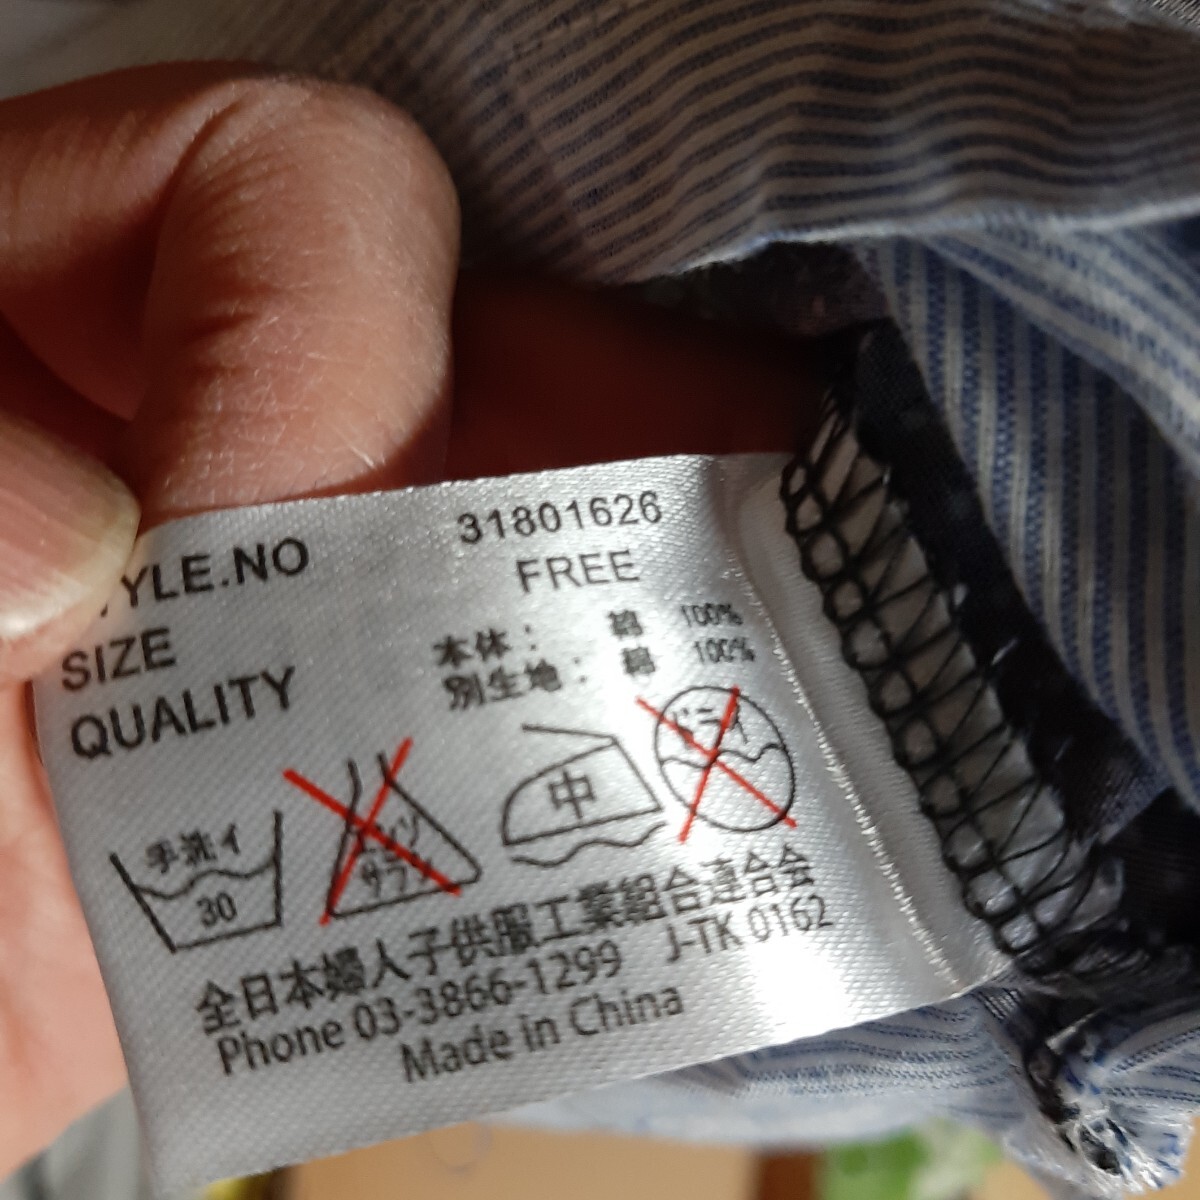 STYLE.NO 31801626
SIZE FREE
QUALITY 本体: 綿 100%
別生地: 綿 100%
手洗イ
30
エンソ
サラシ
中
ドライ
全日本婦人子供服工業組合連合会
Phone 03-3866-1299 J-TK 0162
Made in China